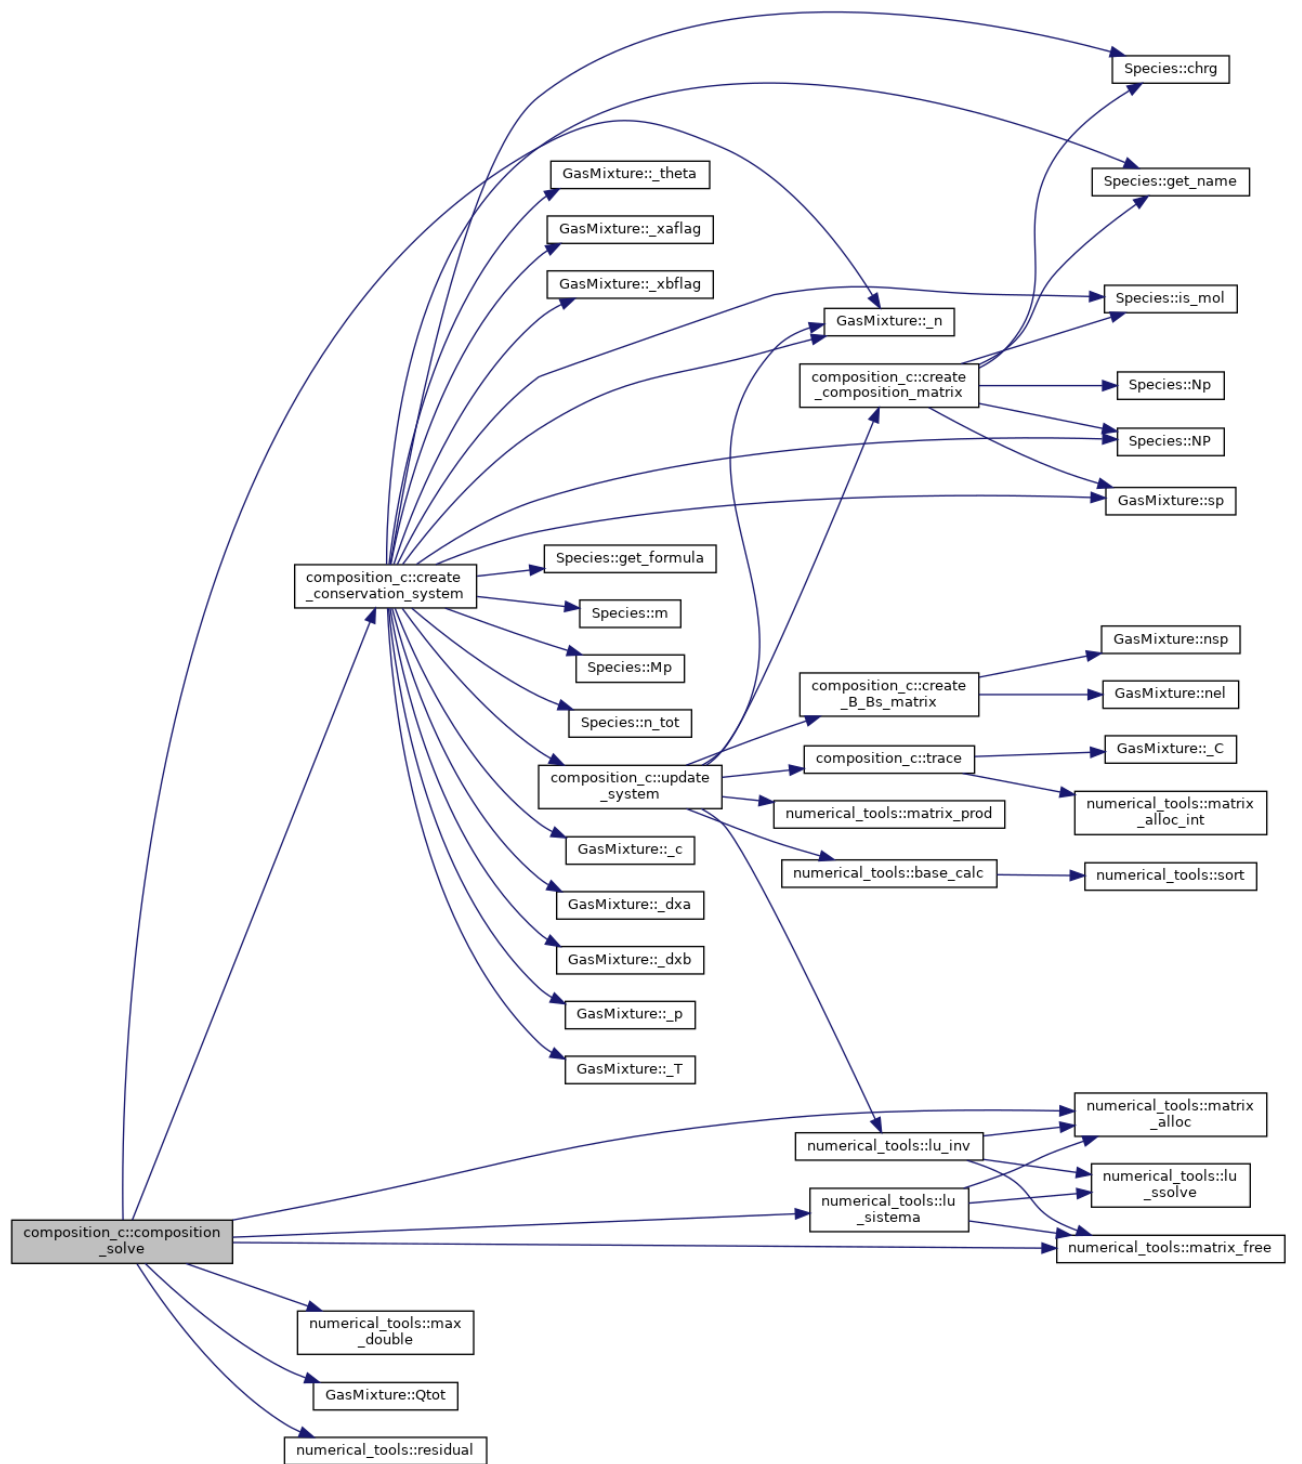 Species::chrg
GasMixture::_theta
Species::get_name
GasMixture::_xaflag
GasMixture::_xbflag
Species::is_mol
GasMixture::_n
composition_c::create
_composition_matrix
Species::Np
Species::NP
GasMixture::sp
Species::get_formula
composition_c::create
_conservation_system
Species::m
GasMixture::nsp
Species::Mp
composition_c::create
_B_Bs_matrix
GasMixture::nel
Species::n_tot
GasMixture::_C
composition_c::trace
composition_c::update
_system
numerical_tools::matrix
_alloc_int
numerical_tools::matrix_prod
GasMixture::_c
numerical_tools::base_calc
numerical_tools::sort
GasMixture::_dxa
GasMixture::_dxb
GasMixture::_p
GasMixture::_T
numerical_tools::matrix
_alloc
numerical_tools::lu_inv
numerical_tools::lu
_ssolve
numerical_tools::lu
_sistema
composition_c::composition
_solve
numerical_tools::matrix_free
numerical_tools::max
_double
GasMixture::Qtot
numerical_tools::residual